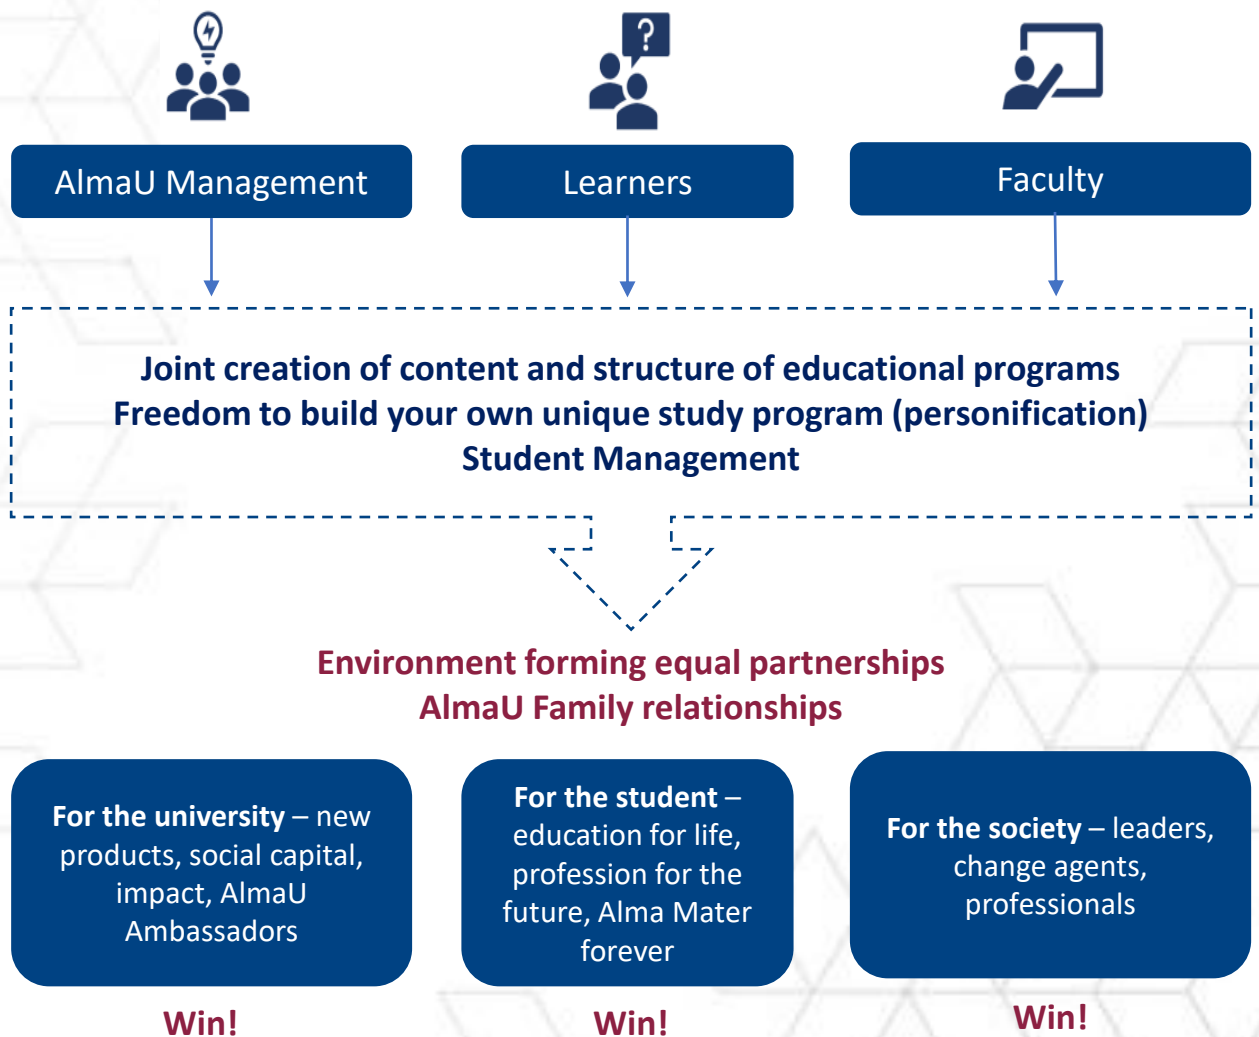 ?
AlmaU Management
Learners
Faculty
Joint creation of content and structure of educational programs
Freedom to build your own unique study program (personification)
Student Management
Environment forming equal partnerships
AlmaU Family relationships
For the university – new
products, social capital,
impact, AlmaU
Ambassadors
For the student –
education for life,
profession for the
future, Alma Mater
forever
For the society – leaders,
change agents,
professionals
Win!
Win!
Win!